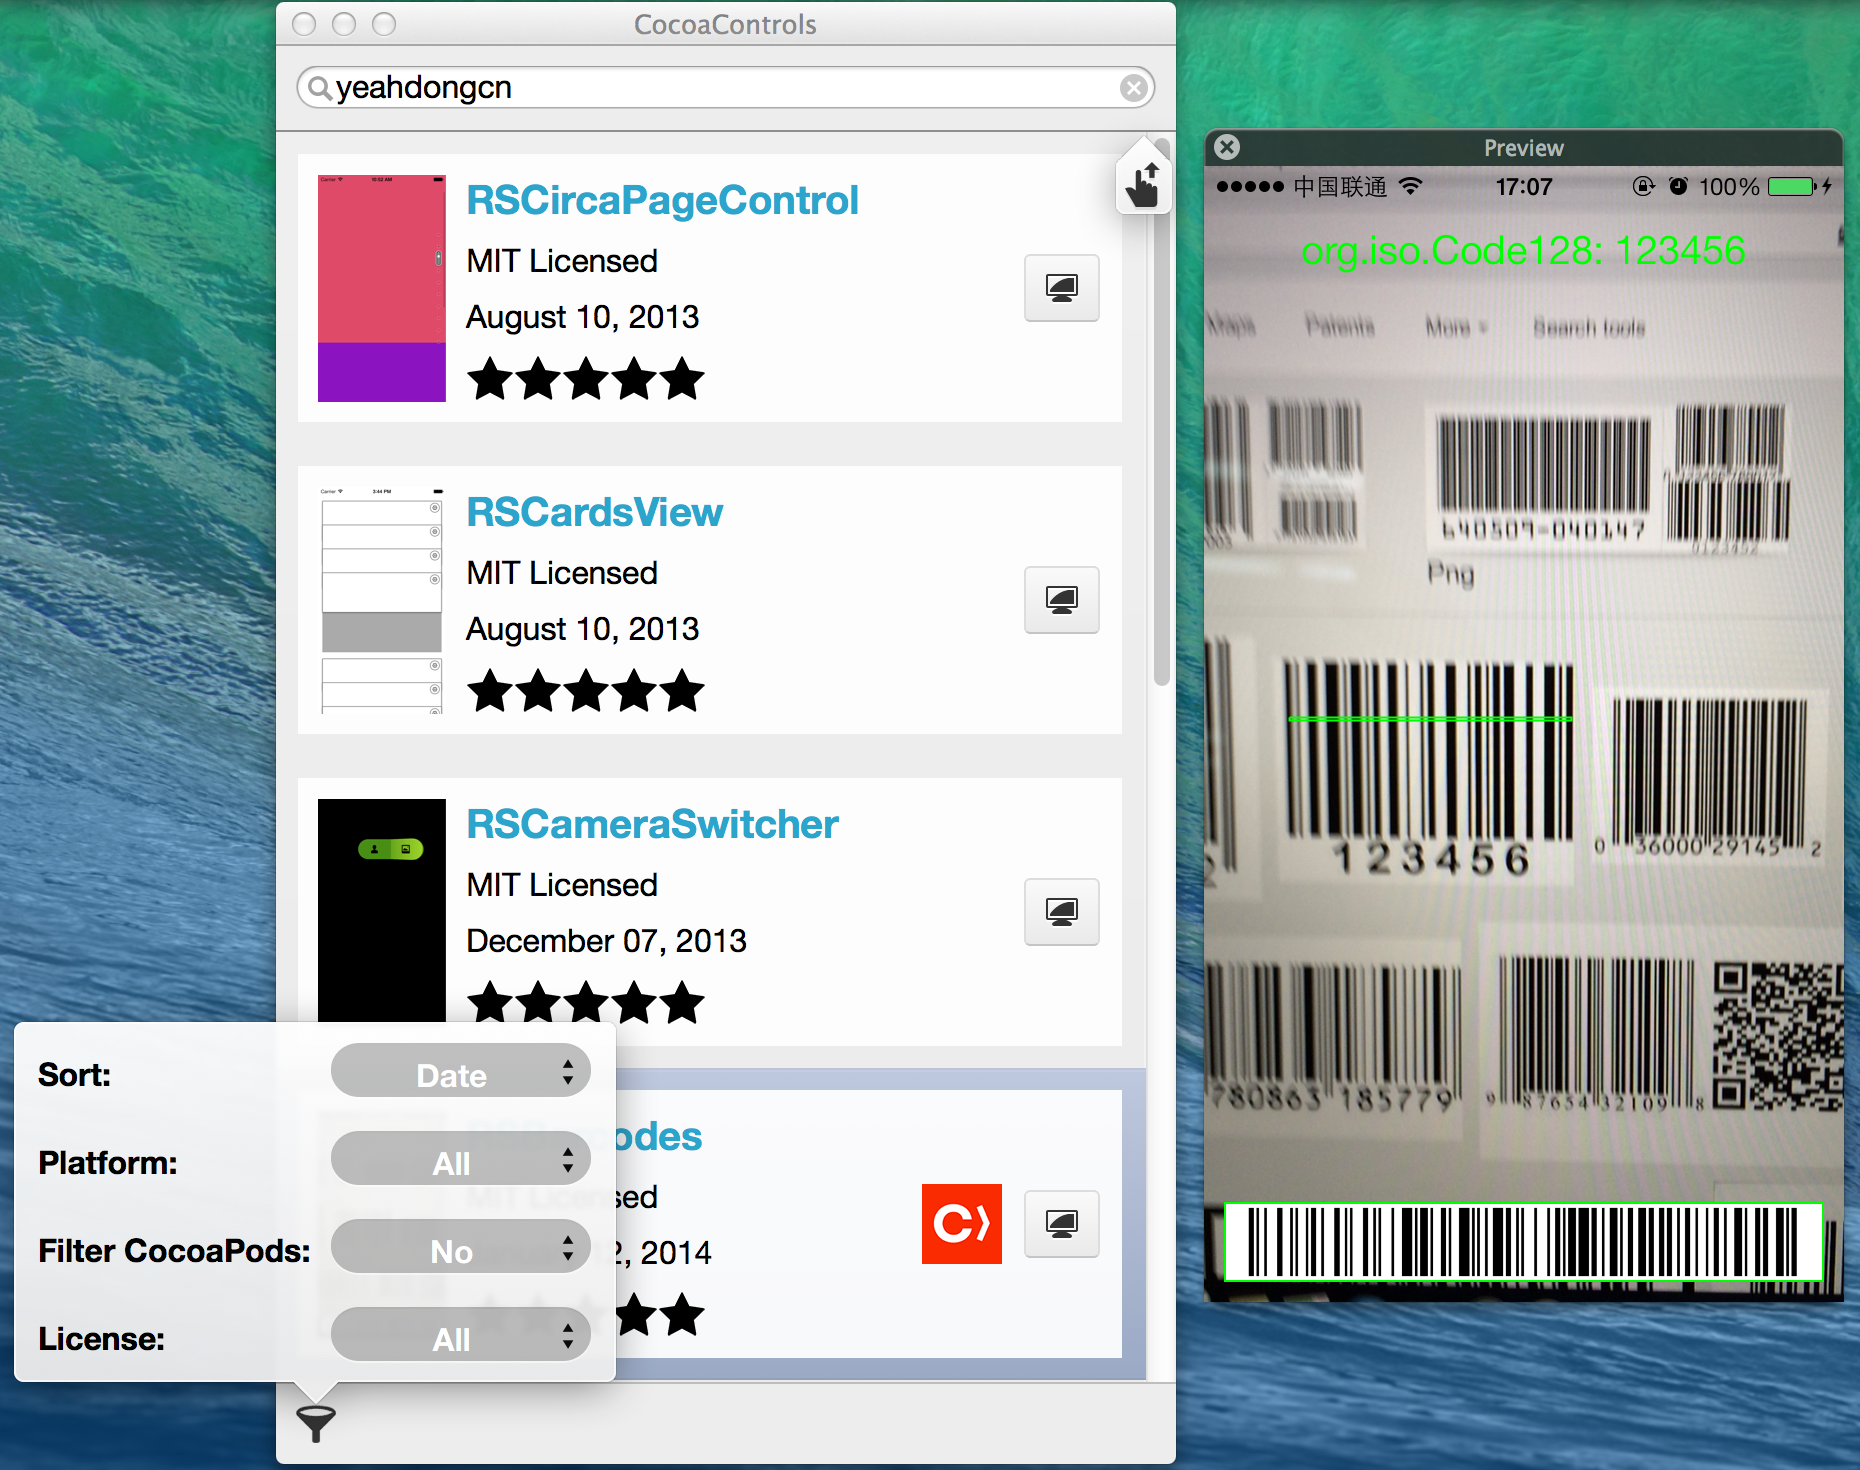 CocoaControls
yeahdongcn
RSCircaPageControl
MIT Licensed
August 10, 2013
RSCardsView
MIT Licensed
August 10, 2013
RSCameraSwitcher
MIT Licensed
December 07, 2013
odes
sed
2, 2014
Sort:
Date
Platform:
All
Filter CocoaPods:
No
License:
All
Preview
中国联通
17:07
100%
org.iso.Code128: 123456
Maps
Patents
More
Search tools
640509-040147
0123452
Png
123456
0 36000 29145 2
780863 185779
9 87654 32109 8